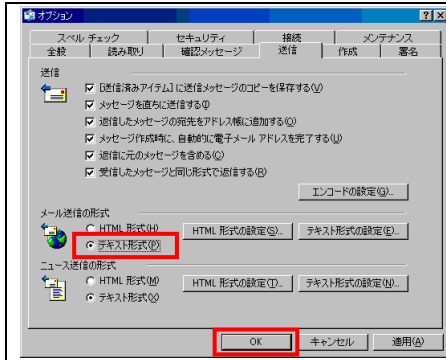 オプション
スペル チェック セキュリティ 接続 メンテナンス
全般 読み取り 確認メッセージ 送信 作成 署名
送信
[送信済みアイテム] に送信メッセージのコピーを保存する(V)
メッセージを直ちに送信する(I)
返信したメッセージの宛先をアドレス帳に追加する(O)
メッセージ作成時に、自動的に電子メール アドレスを完了する(U)
返信に元のメッセージを含める(C)
受信したメッセージと同じ形式で返信する(R)
エンコードの設定(G)...
メール送信の形式
HTML 形式(H) HTML 形式の設定(S)... テキスト形式の設定(E)...
テキスト形式(P)
ニュース送信の形式
HTML 形式(M) HTML 形式の設定(T)... テキスト形式の設定(N)...
テキスト形式(X)
OK キャンセル 適用(A)